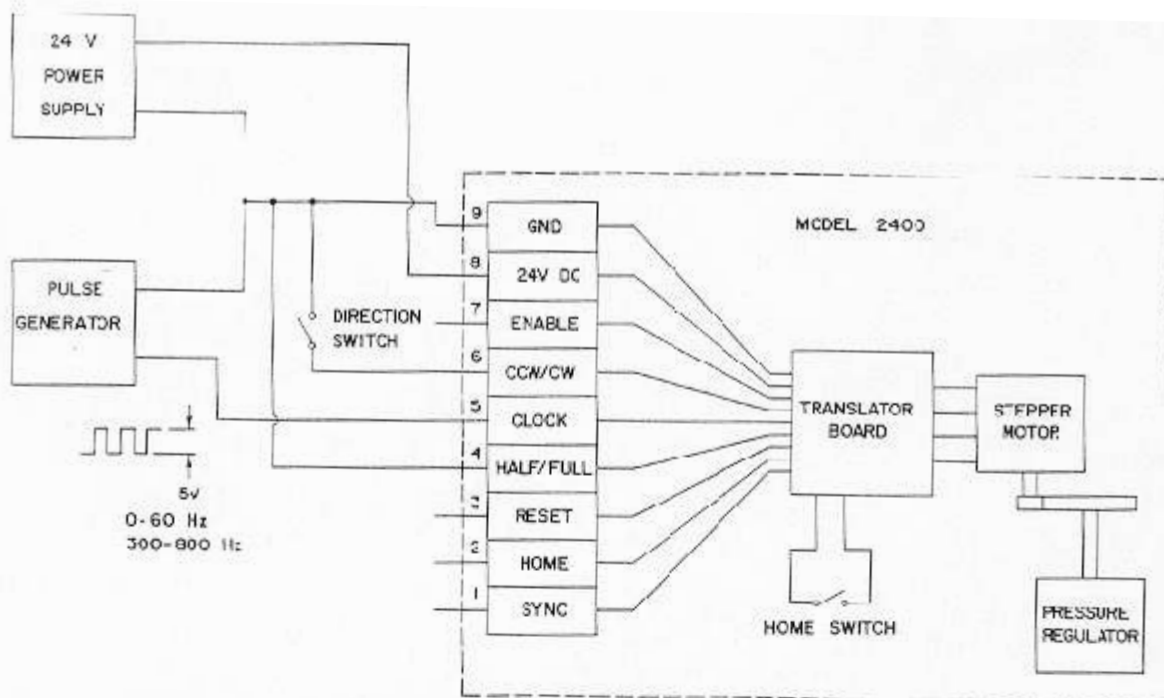 24 V
POWER
SUPPLY
MODEL 2400
9
GND
8
24V DC
PULSE
GENERATOR
DIRECTION
SWITCH
7
ENABLE
6
CCW/CW
5
CLOCK
TRANSLATOR
BOARD
STEPPER
MOTOR
4
HALF/FULL
5V
0-60 Hz
300-800 Hz
3
RESET
2
HOME
1
SYNC
HOME SWITCH
PRESSURE
REGULATOR